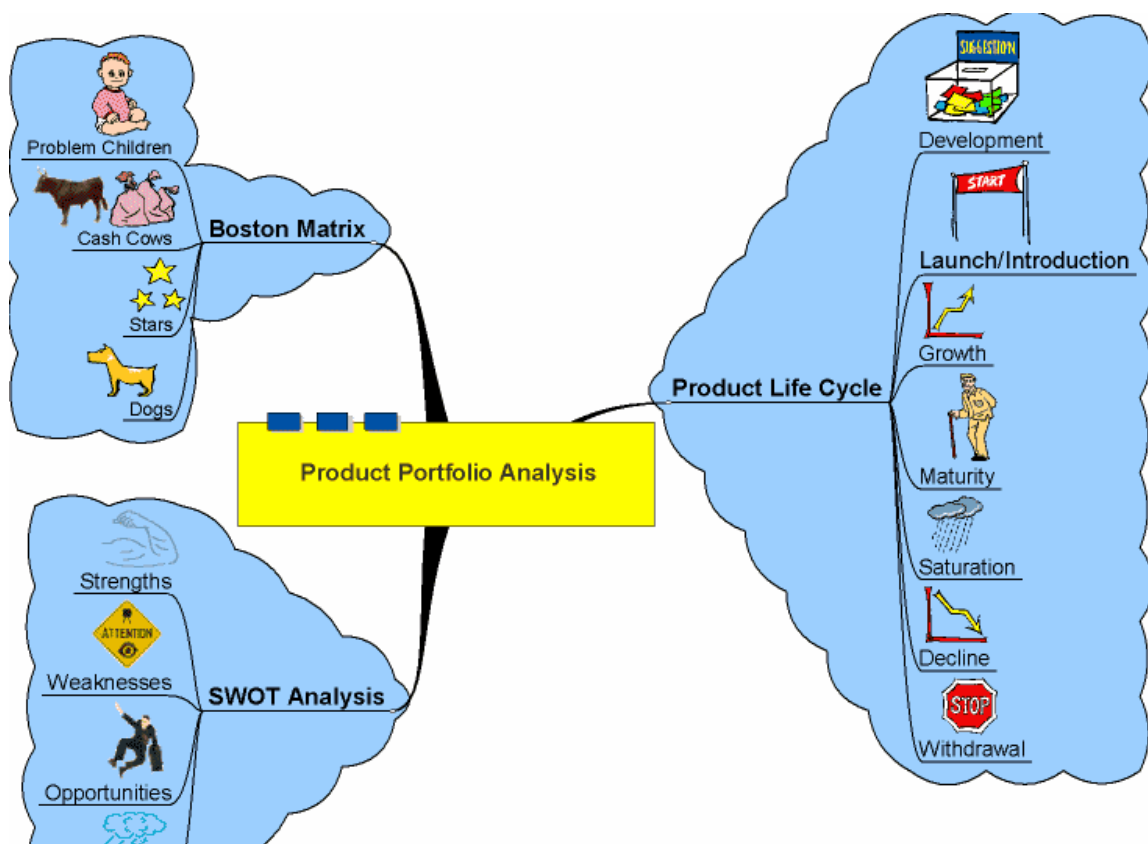 Product Portfolio Analysis
Boston Matrix
Problem Children
Cash Cows
Stars
Dogs
SWOT Analysis
Strengths
ATTENTION
Weaknesses
Opportunities
Product Life Cycle
SUGGESTION
Development
START
Launch/Introduction
Growth
Maturity
Saturation
Decline
STOP
Withdrawal